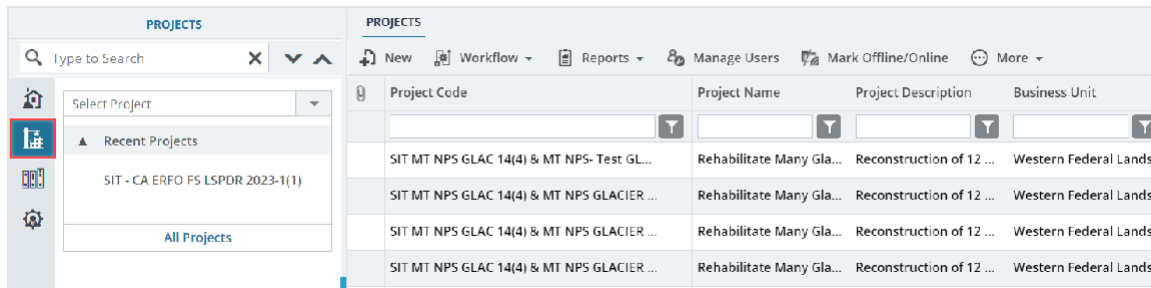 PROJECTS
Type to Search
Select Project
Recent Projects
SIT - CA ERFO FS LSPDR 2023-1(1)
All Projects
PROJECTS
New Workflow Reports Manage Users Mark Offline/Online More
Project Code Project Name Project Description Business Unit
SIT MT NPS GLAC 14(4) & MT NPS- Test GL... Rehabilitate Many Gla... Reconstruction of 12 ... Western Federal Lands
SIT MT NPS GLAC 14(4) & MT NPS GLACIER ... Rehabilitate Many Gla... Reconstruction of 12 ... Western Federal Lands
SIT MT NPS GLAC 14(4) & MT NPS GLACIER ... Rehabilitate Many Gla... Reconstruction of 12 ... Western Federal Lands
SIT MT NPS GLAC 14(4) & MT NPS GLACIER ... Rehabilitate Many Gla... Reconstruction of 12 ... Western Federal Lands